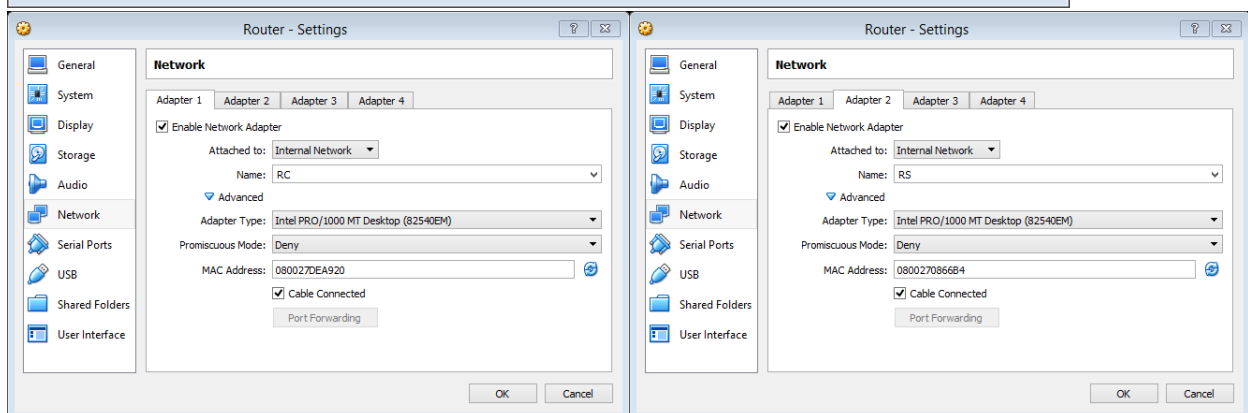 Router - Settings
General
System
Display
Storage
Audio
Network
Serial Ports
USB
Shared Folders
User Interface
Network
Adapter 1 Adapter 2 Adapter 3 Adapter 4
Enable Network Adapter
Attached to: Internal Network
Name: RC
Advanced
Adapter Type: Intel PRO/1000 MT Desktop (82540EM)
Promiscuous Mode: Deny
MAC Address: 080027DEA920
Cable Connected
Port Forwarding
OK Cancel
Router - Settings
General
System
Display
Storage
Audio
Network
Serial Ports
USB
Shared Folders
User Interface
Network
Adapter 1 Adapter 2 Adapter 3 Adapter 4
Enable Network Adapter
Attached to: Internal Network
Name: RS
Advanced
Adapter Type: Intel PRO/1000 MT Desktop (82540EM)
Promiscuous Mode: Deny
MAC Address: 0800270866B4
Cable Connected
Port Forwarding
OK Cancel